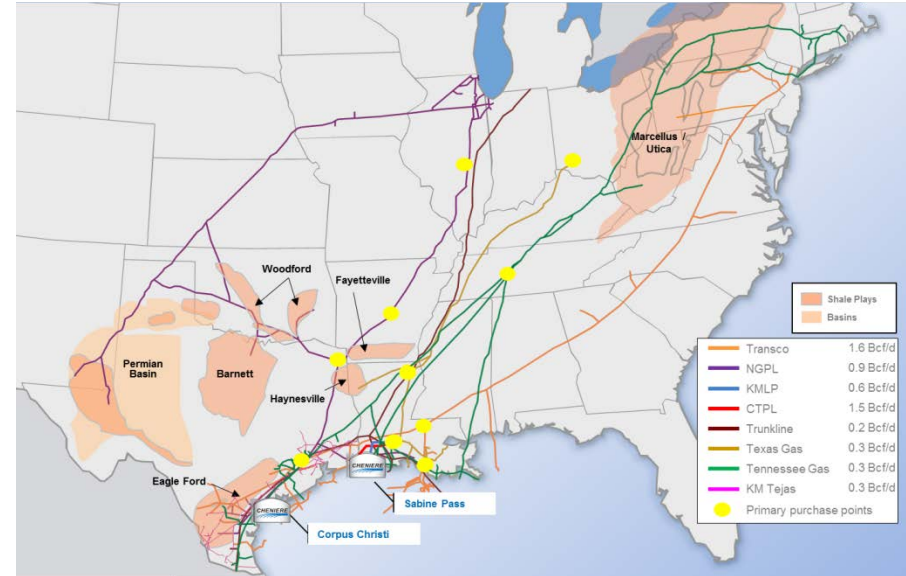 Marcellus /
Utica
Woodford
Fayetteville
Permian
Basin
Barnett
Haynesville
Eagle Ford
CHENIERE
Sabine Pass
CHENIERE
Corpus Christi
Shale Plays
Basins
Transco 1.6 Bcf/d
NGPL 0.9 Bcf/d
KMLP 0.6 Bcf/d
CTPL 1.5 Bcf/d
Trunkline 0.2 Bcf/d
Texas Gas 0.3 Bcf/d
Tennessee Gas 0.3 Bcf/d
KM Tejas 0.3 Bcf/d
Primary purchase points